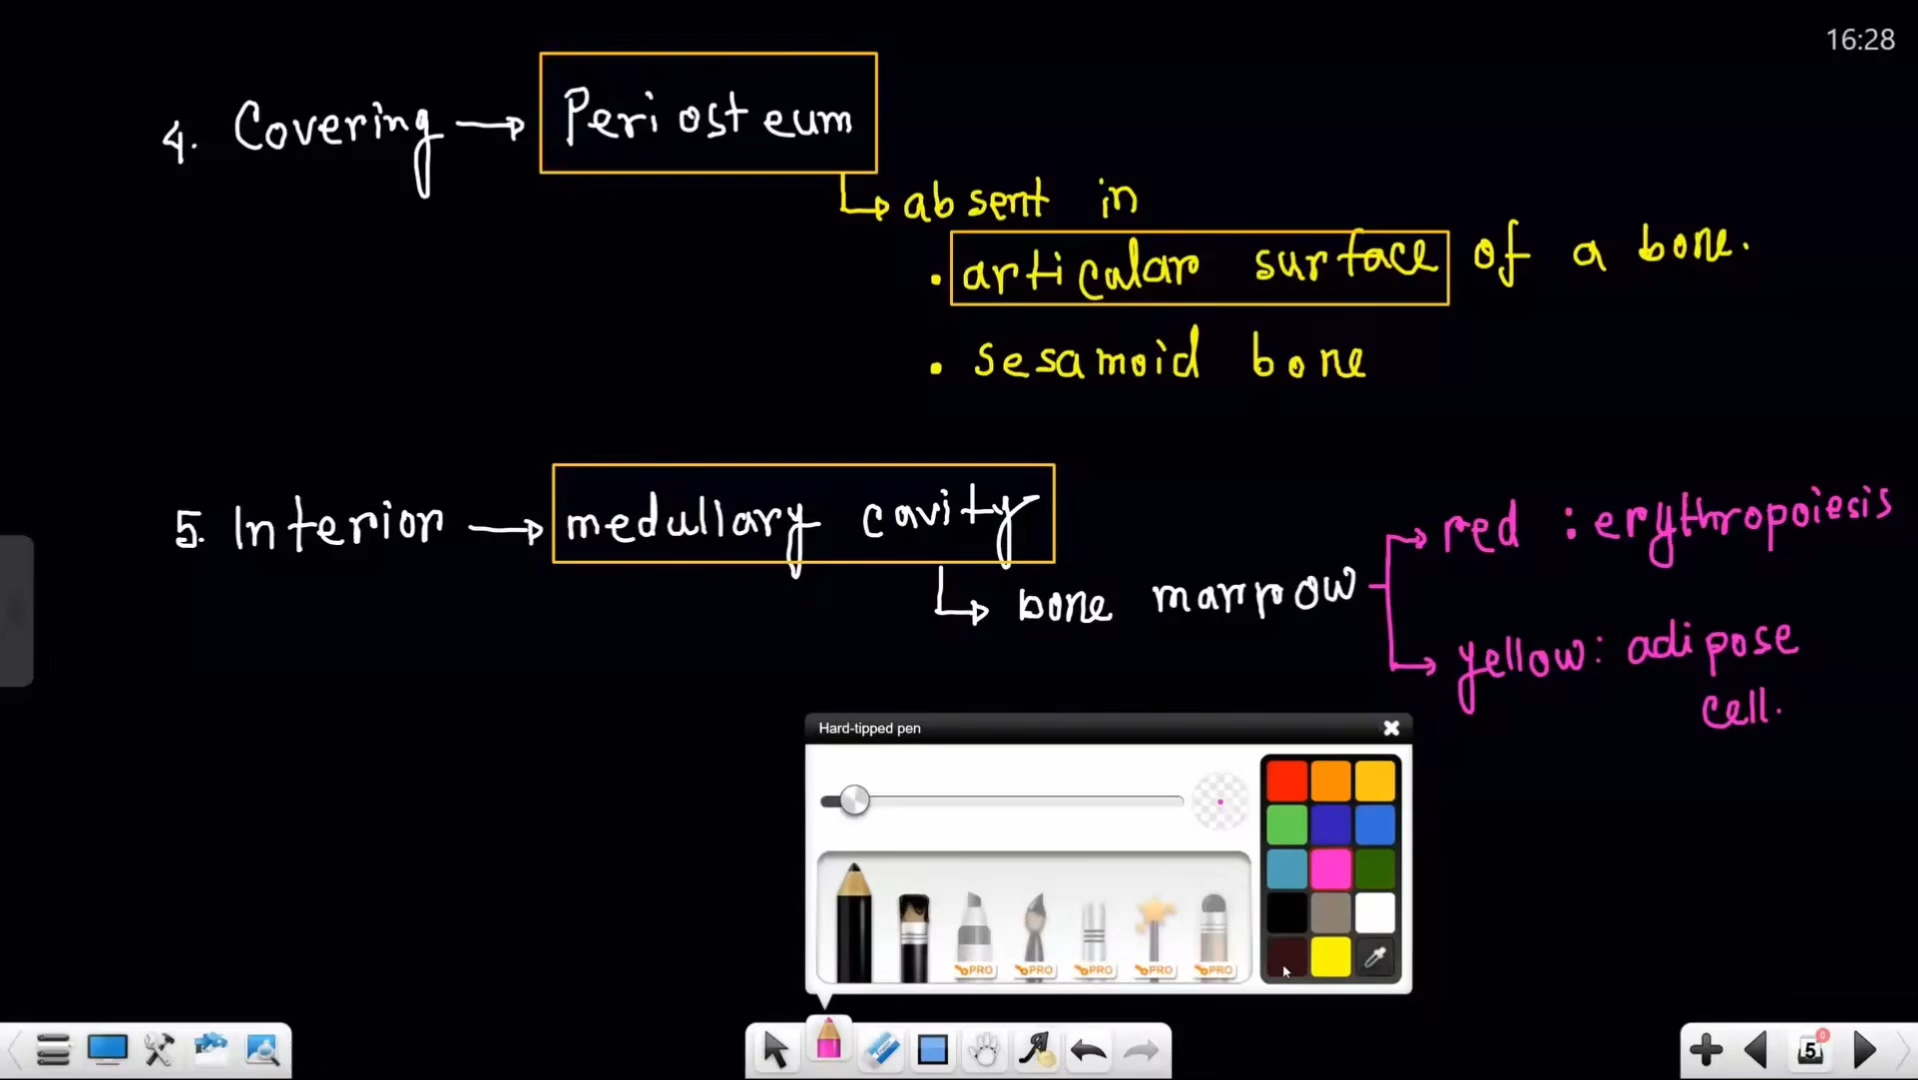 16:28
4. Covering → Periosteum
↳ absent in
• articular surface of a bone.
• sesamoid bone
5. Interior → medullary cavity
↳ bone marrow
→ red : erythropoiesis
→ yellow: adipose
cell.
Hard-tipped pen
PRO PRO PRO PRO PRO
5 0